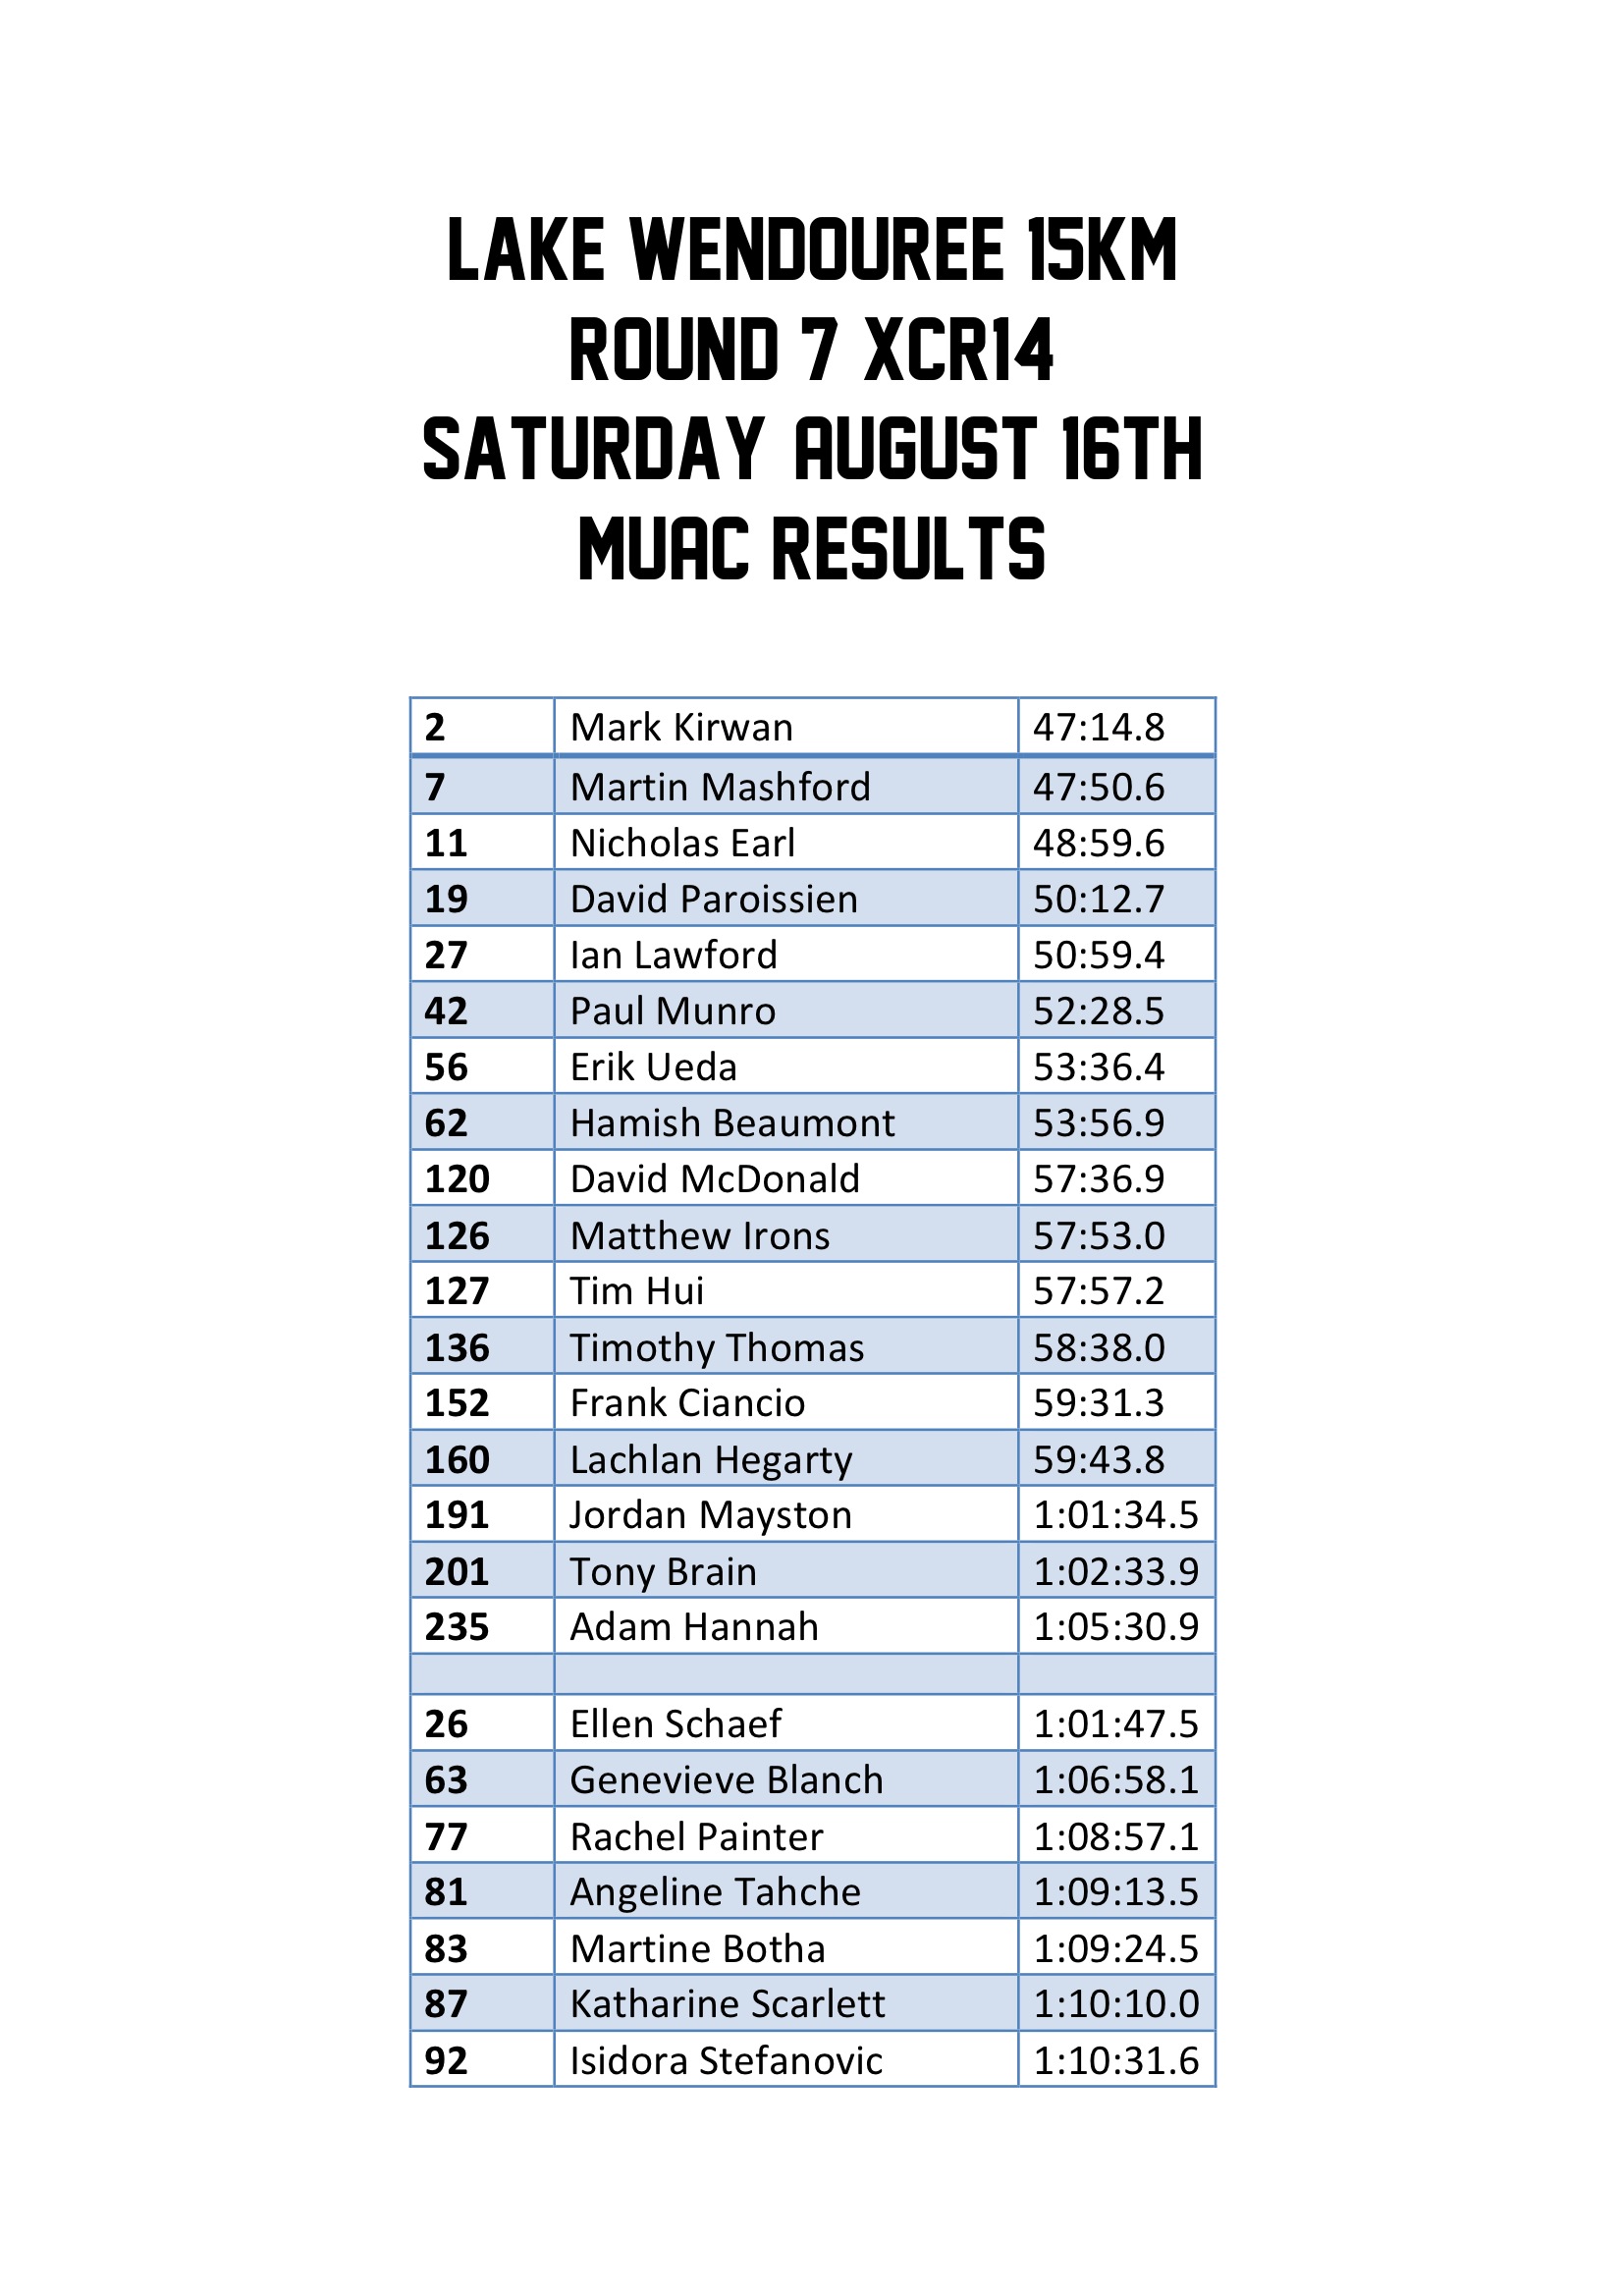 LAKE WENDOUREE 15KM
ROUND 7 XCR14
SATURDAY AUGUST 16TH
MUAC RESULTS
2 Mark Kirwan 47:14.8
7 Martin Mashford 47:50.6
11 Nicholas Earl 48:59.6
19 David Paroissien 50:12.7
27 Ian Lawford 50:59.4
42 Paul Munro 52:28.5
56 Erik Ueda 53:36.4
62 Hamish Beaumont 53:56.9
120 David McDonald 57:36.9
126 Matthew Irons 57:53.0
127 Tim Hui 57:57.2
136 Timothy Thomas 58:38.0
152 Frank Ciancio 59:31.3
160 Lachlan Hegarty 59:43.8
191 Jordan Mayston 1:01:34.5
201 Tony Brain 1:02:33.9
235 Adam Hannah 1:05:30.9
26 Ellen Schaef 1:01:47.5
63 Genevieve Blanch 1:06:58.1
77 Rachel Painter 1:08:57.1
81 Angeline Tahche 1:09:13.5
83 Martine Botha 1:09:24.5
87 Katharine Scarlett 1:10:10.0
92 Isidora Stefanovic 1:10:31.6